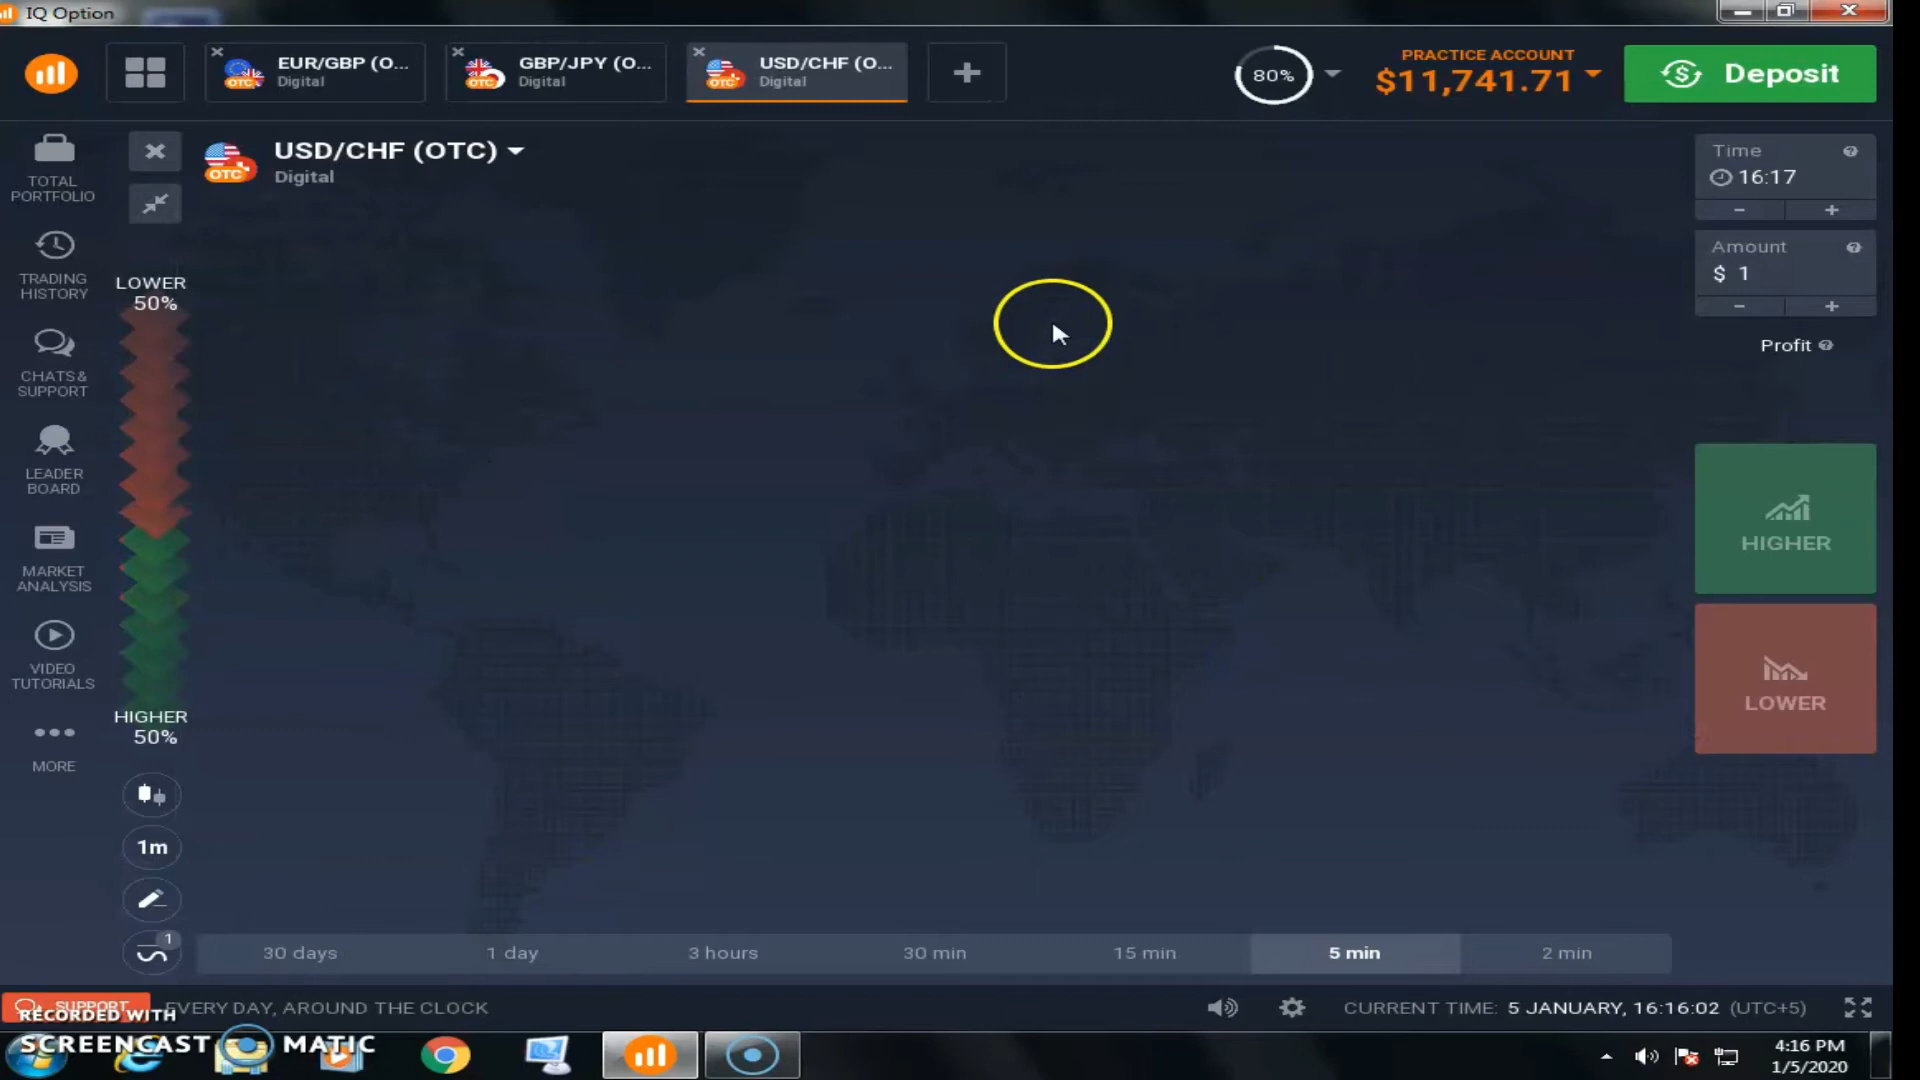 IQ Option
EUR/GBP (O...
Digital
GBP/JPY (O...
Digital
USD/CHF (O...
Digital
80%
PRACTICE ACCOUNT
$11,741.71
Deposit
TOTAL
PORTFOLIO
TRADING
HISTORY
CHATS &
SUPPORT
LEADER
BOARD
MARKET
ANALYSIS
VIDEO
TUTORIALS
MORE
OTC
USD/CHF (OTC)
Digital
LOWER
50%
HIGHER
50%
1m
1
Time
16:17
Amount
$ 1
Profit
HIGHER
LOWER
30 days
1 day
3 hours
30 min
15 min
5 min
2 min
SUPPORT
EVERY DAY, AROUND THE CLOCK
CURRENT TIME: 5 JANUARY, 16:16:02 (UTC+5)
RECORDED WITH
SCREENCAST MATIC
4:16 PM
1/5/2020